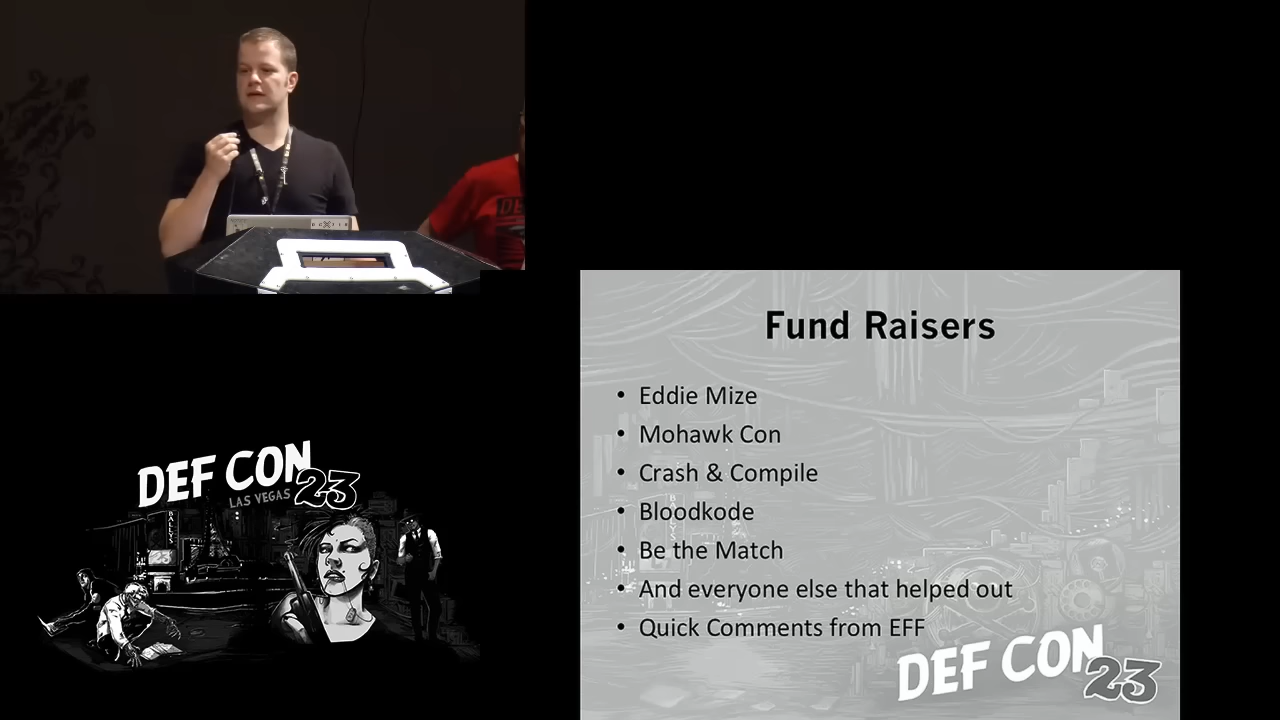 Fund Raisers
• Eddie Mize
• Mohawk Con
• Crash & Compile
• Bloodkode
• Be the Match
• And everyone else that helped out
• Quick Comments from EFF
DEF CON 23
DEF CON
LAS VEGAS 23
BALLYS